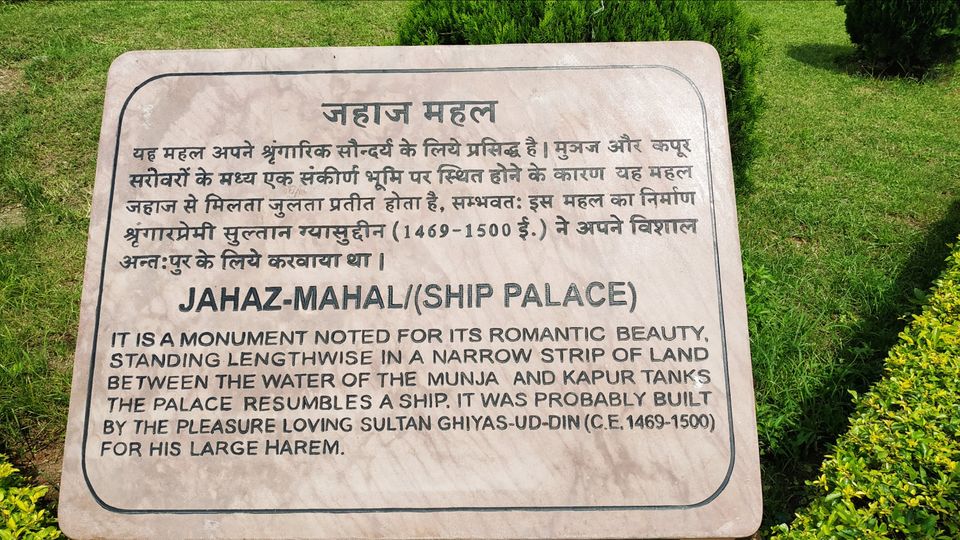 जहाज महल
यह महल अपने श्रृंगारिक सौन्दर्य के लिये प्रसिद्ध है। मुञज और कपूर
सरोवरों के मध्य एक संकीर्ण भूमि पर स्थित होने के कारण यह महल
जहाज से मिलता जुलता प्रतीत होता है, सम्भवतः इस महल का निर्माण
श्रृंगारप्रेमी सुल्तान ग्यासुद्दीन (1469-1500 ई.) ने अपने विशाल
अन्तःपुर के लिये करवाया था।
JAHAZ-MAHAL/(SHIP PALACE)
IT IS A MONUMENT NOTED FOR ITS ROMANTIC BEAUTY,
STANDING LENGTHWISE IN A NARROW STRIP OF LAND
BETWEEN THE WATER OF THE MUNJA AND KAPUR TANKS
THE PALACE RESUMBLES A SHIP. IT WAS PROBABLY BUILT
BY THE PLEASURE LOVING SULTAN GHIYAS-UD-DIN (C.E. 1469-1500)
FOR HIS LARGE HAREM.